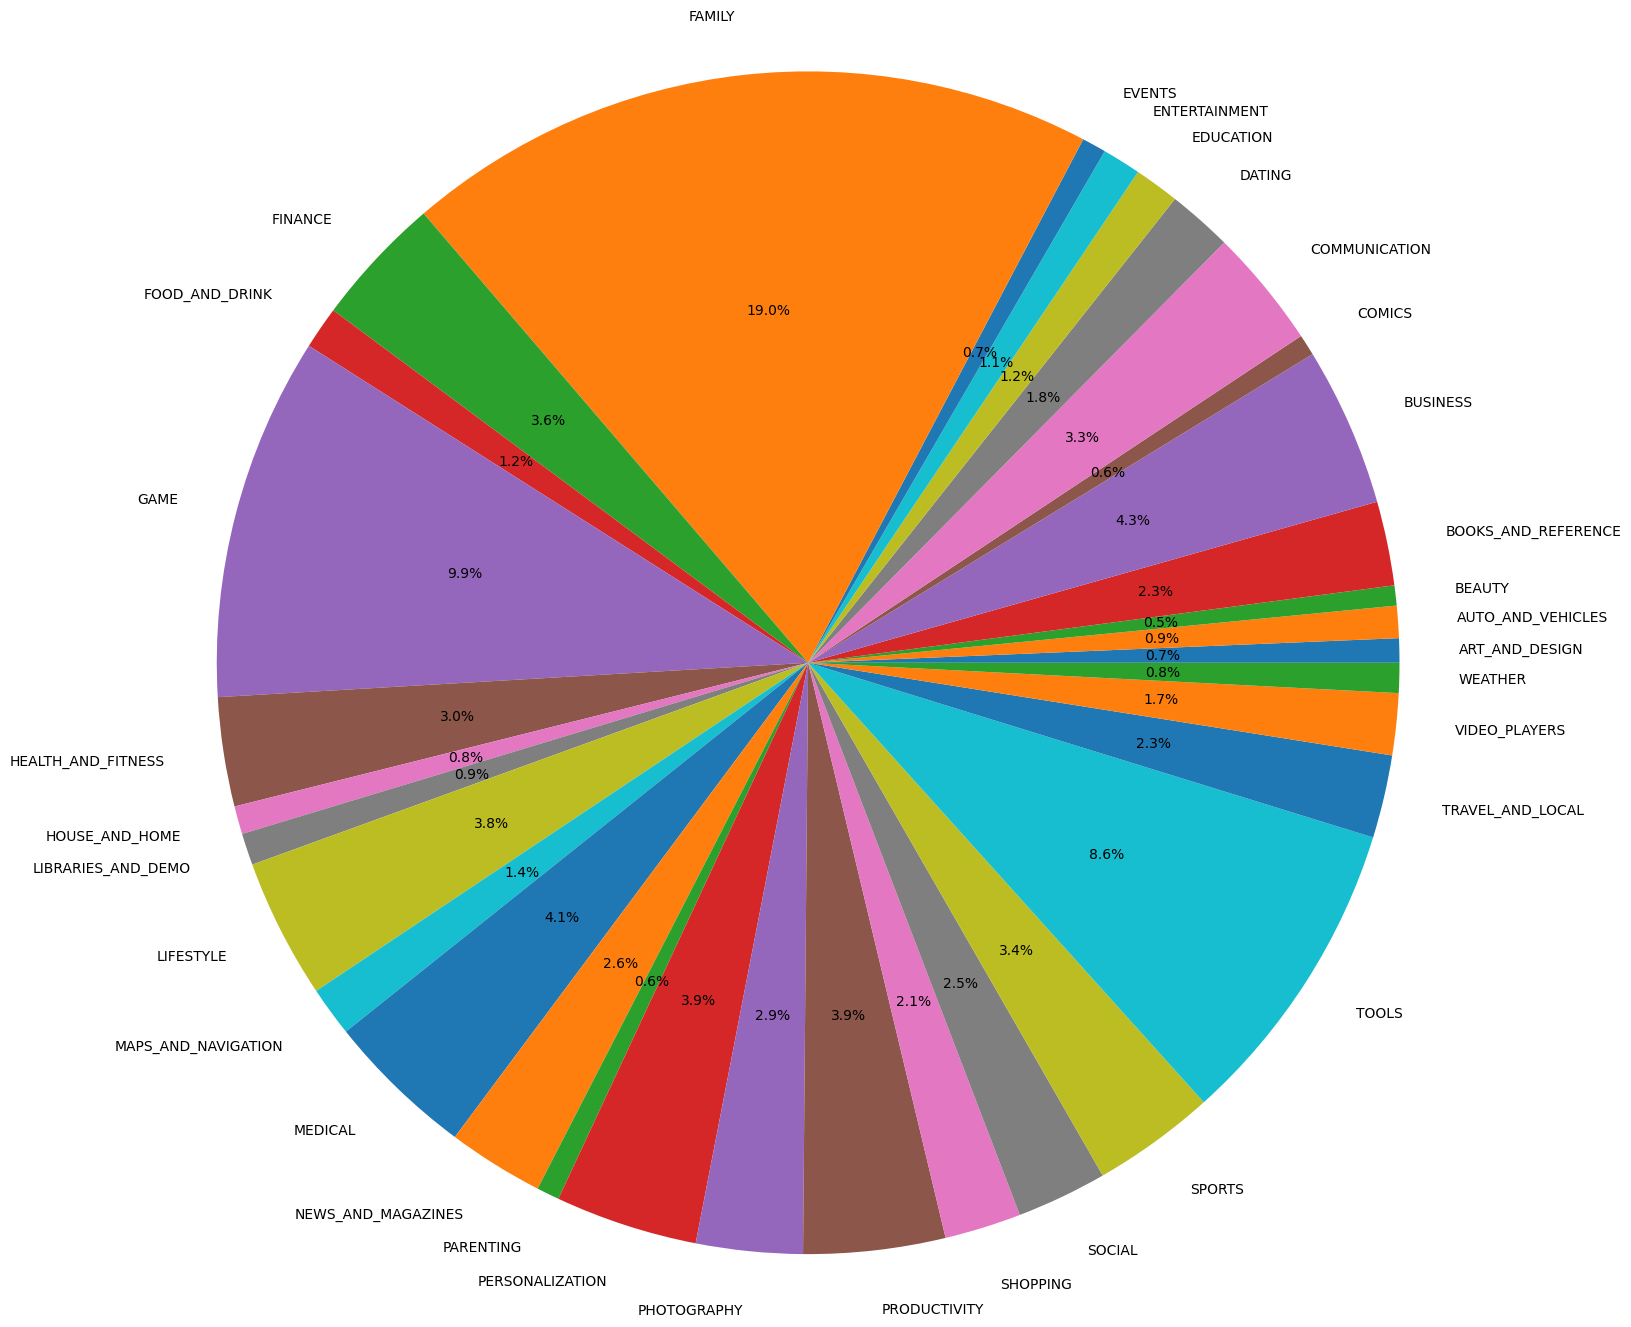 FAMILY
EVENTS
ENTERTAINMENT
EDUCATION
DATING
FINANCE
COMMUNICATION
FOOD_AND_DRINK
COMICS
19.0%
0.7%
1.1%
1.2%
1.8%
BUSINESS
3.6%
3.3%
1.2%
0.6%
GAME
4.3%
BOOKS_AND_REFERENCE
9.9%
2.3%
BEAUTY
0.5%
AUTO_AND_VEHICLES
0.9%
ART_AND_DESIGN
0.7%
0.8%
WEATHER
1.7%
3.0%
VIDEO_PLAYERS
2.3%
HEALTH_AND_FITNESS
0.8%
0.9%
TRAVEL_AND_LOCAL
3.8%
HOUSE_AND_HOME
8.6%
LIBRARIES_AND_DEMO
1.4%
4.1%
LIFESTYLE
3.4%
2.6%
0.6%
2.5%
3.9%
2.1%
2.9%
3.9%
TOOLS
MAPS_AND_NAVIGATION
MEDICAL
SPORTS
NEWS_AND_MAGAZINES
PARENTING
SOCIAL
PERSONALIZATION
SHOPPING
PHOTOGRAPHY
PRODUCTIVITY